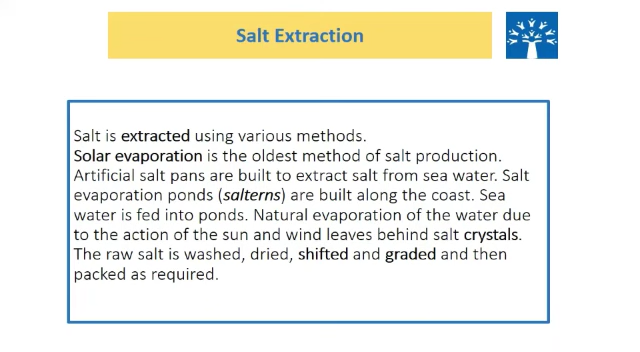 Salt Extraction
Salt is extracted using various methods.
Solar evaporation is the oldest method of salt production.
Artificial salt pans are built to extract salt from sea water. Salt
evaporation ponds (salterns) are built along the coast. Sea
water is fed into ponds. Natural evaporation of the water due
to the action of the sun and wind leaves behind salt crystals.
The raw salt is washed, dried, shifted and graded and then
packed as required.